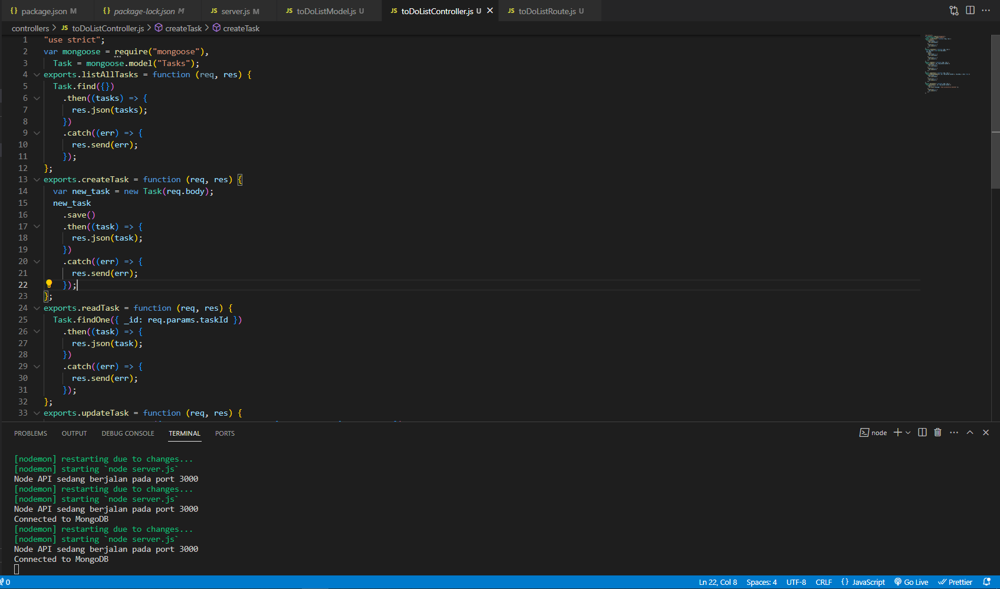 {} package.json M
{} package-lock.json M
JS server.js M
JS toDoListModel.js U
JS toDoListController.js U
JS toDoListRoute.js U
controllers > JS toDoListController.js > createTask > createTask
1 "use strict";
2 var mongoose = require("mongoose"),
3 Task = mongoose.model("Tasks");
4 exports.listAllTasks = function (req, res) {
5 Task.find({})
6 .then((tasks) => {
7 res.json(tasks);
8 })
9 .catch((err) => {
10 res.send(err);
11 });
12 };
13 exports.createTask = function (req, res) {
14 var new_task = new Task(req.body);
15 new_task
16 .save()
17 .then((task) => {
18 res.json(task);
19 })
20 .catch((err) => {
21 res.send(err);
22 });
23 };
24 exports.readTask = function (req, res) {
25 Task.findOne({ _id: req.params.taskId })
26 .then((task) => {
27 res.json(task);
28 })
29 .catch((err) => {
30 res.send(err);
31 });
32 };
33 exports.updateTask = function (req, res) {
PROBLEMS OUTPUT DEBUG CONSOLE TERMINAL PORTS
node
[nodemon] restarting due to changes...
[nodemon] starting `node server.js`
Node API sedang berjalan pada port 3000
[nodemon] restarting due to changes...
[nodemon] starting `node server.js`
Node API sedang berjalan pada port 3000
Connected to MongoDB
[nodemon] restarting due to changes...
[nodemon] starting `node server.js`
Node API sedang berjalan pada port 3000
Connected to MongoDB
0
Ln 22, Col 8 Spaces: 4 UTF-8 CRLF {} JavaScript Go Live Prettier